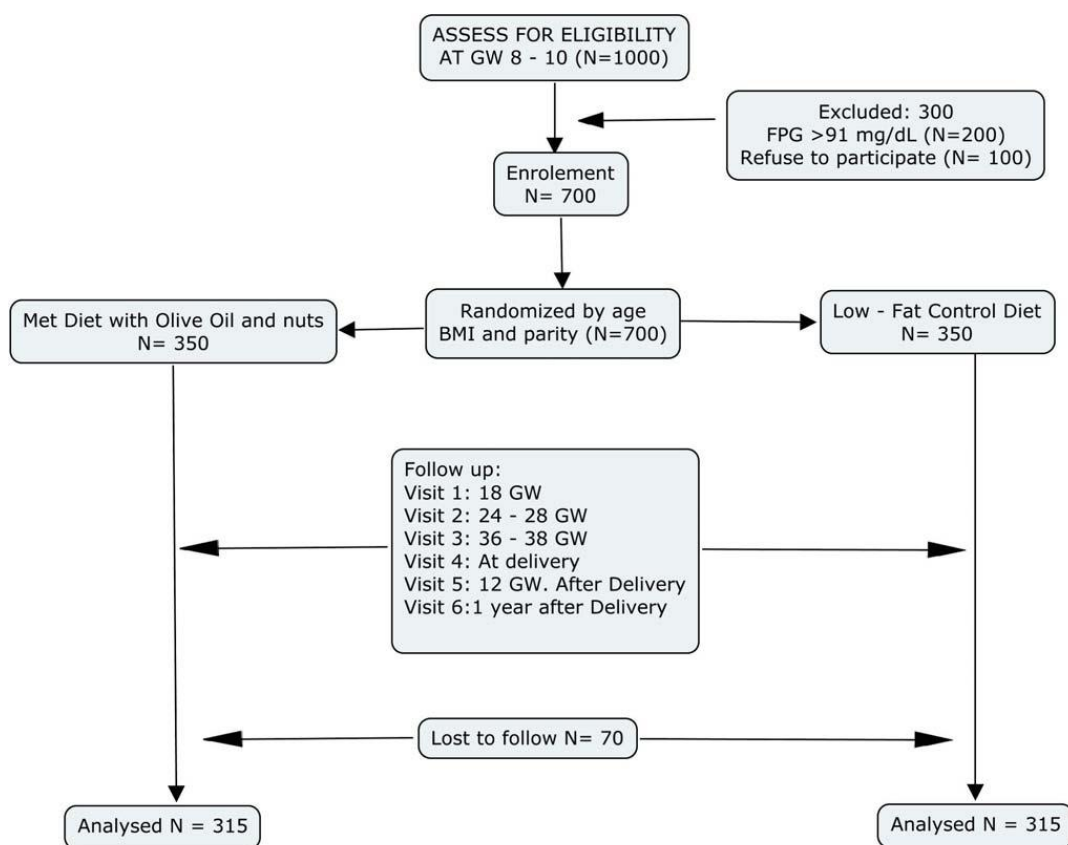 ASSESS FOR ELIGIBILITY
AT GW 8 - 10 (N=1000)
Excluded: 300
FPG >91 mg/dL (N=200)
Refuse to participate (N= 100)
Enrolement
N= 700
Met Diet with Olive Oil and nuts
N= 350
Randomized by age
BMI and parity (N=700)
Low - Fat Control Diet
N= 350
Follow up:
Visit 1: 18 GW
Visit 2: 24 - 28 GW
Visit 3: 36 - 38 GW
Visit 4: At delivery
Visit 5: 12 GW. After Delivery
Visit 6:1 year after Delivery
Lost to follow N= 70
Analysed N = 315
Analysed N = 315